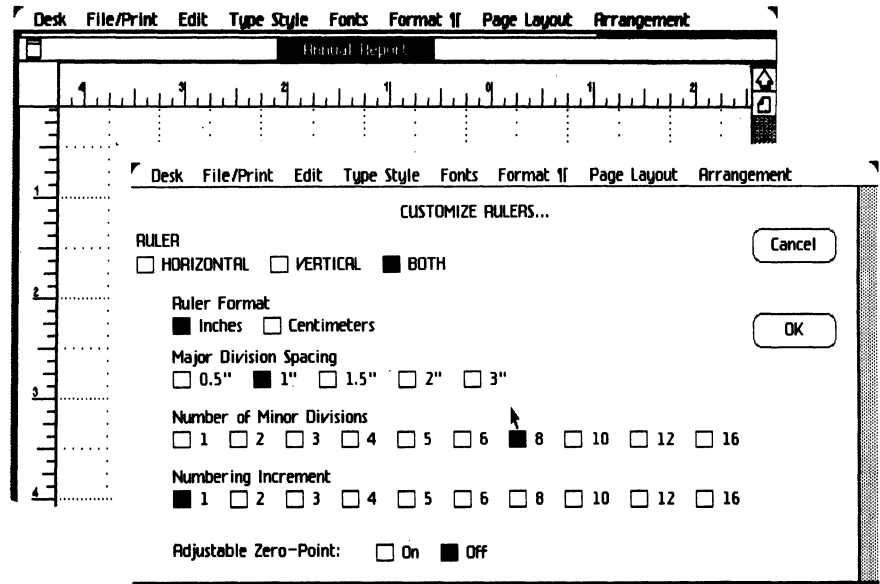 Desk File/Print Edit Type Style Fonts Format ¶ Page Layout Arrangement
Annual Report
4 3 2 1 0 1 2
1
2
3
4
Desk File/Print Edit Type Style Fonts Format ¶ Page Layout Arrangement
CUSTOMIZE RULERS...
RULER
HORIZONTAL VERTICAL BOTH
Cancel
Ruler Format
Inches Centimeters
OK
Major Division Spacing
0.5" 1" 1.5" 2" 3"
Number of Minor Divisions
1 2 3 4 5 6 8 10 12 16
Numbering Increment
1 2 3 4 5 6 8 10 12 16
Adjustable Zero-Point: On Off